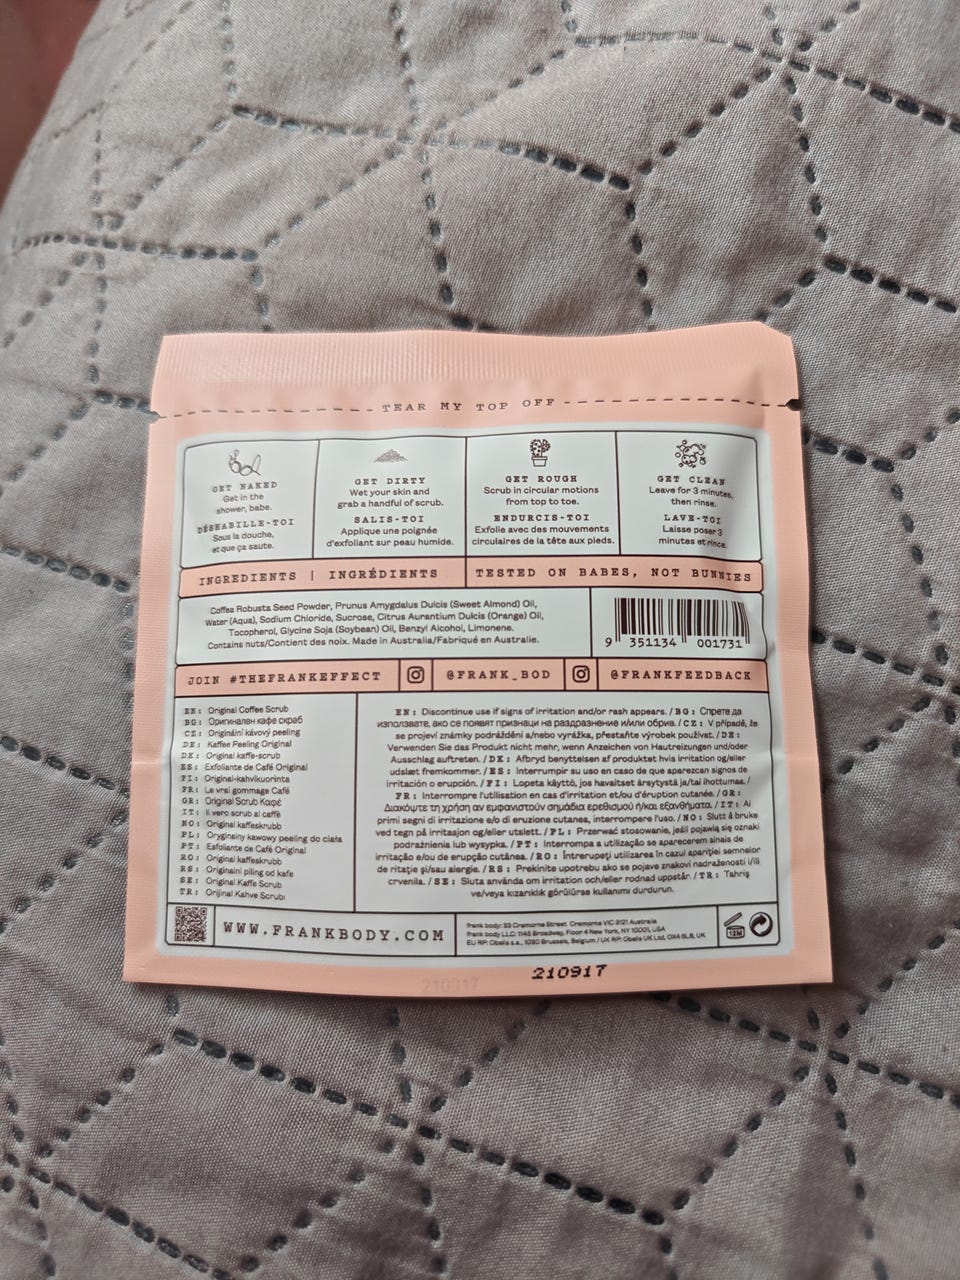 TEAR MY TOP OFF
GET NAKED
Get in the
shower, babe.
DÉSHABILLE-TOI
Sous la douche,
et que ça saute.
GET DIRTY
Wet your skin and
grab a handful of scrub.
SALIS-TOI
Applique une poignée
d'exfoliant sur peau humide.
GET ROUGH
Scrub in circular motions
from top to toe.
ENDURCIS-TOI
Exfolie avec des mouvements
circulaires de la tête aux pieds.
GET CLEAN
Leave for 3 minutes,
then rinse.
LAVE-TOI
Laisse poser 3
minutes et rince.
INGREDIENTS | INGRÉDIENTS
TESTED ON BABES, NOT BUNNIES
Coffea Robusta Seed Powder, Prunus Amygdalus Dulcis (Sweet Almond) Oil,
Water (Aqua), Sodium Chloride, Sucrose, Citrus Aurantium Dulcis (Orange) Oil,
Tocopherol, Glycine Soja (Soybean) Oil, Benzyl Alcohol, Limonene.
Contains nuts/Contient des noix. Made in Australia/Fabriqué en Australie.
9 351134 001731
JOIN #THEFRANKEFFECT
@FRANK_BOD
@FRANKFEEDBACK
EN: Original Coffee Scrub
BG: Оригинален кафе скраб
CZ: Originální kávový peeling
DE: Kaffee Peeling Original
DK: Original kaffe-scrub
ES: Exfoliante de Café Original
FI: Original-kahvikuorinta
FR: Le vrai gommage Café
GR: Original Scrub Καφέ
IT: Il vero scrub al caffè
NO: Original kaffeskrubb
PL: Oryginalny kawowy peeling do ciała
PT: Esfoliante de Café Original
RO: Original kaffeskrubb
RS: Originalni piling od kafe
SE: Original Kaffe Scrub
TR: Orijinal Kahve Scrubı
EN: Discontinue use if signs of irritation and/or rash appears. / BG: Спрете да
използвате, ако се появят признаци на раздразнение и/или обрив. / CZ: V případě, že
se projeví známky podráždění a/nebo vyrážka, přestaňte výrobek používat. / DE:
Verwenden Sie das Produkt nicht mehr, wenn Anzeichen von Hautreizungen und/oder
Ausschlag auftreten. / DK: Afbryd benyttelsen af produktet hvis irritation og/eller
udslæt fremkommer. / ES: Interrumpir su uso en caso de que aparezcan signos de
irritación o erupción. / FI: Lopeta käyttö, jos havaitset ärsytystä ja/tai ihottumaa. /
FR: Interrompre l'utilisation en cas d'irritation et/ou d'éruption cutanée. / GR:
Διακόψτε τη χρήση αν εμφανιστούν σημάδια ερεθισμού ή/και εξανθήματα. / IT: Ai
primi segni di irritazione e/o di eruzione cutanea, interrompere l'uso. / NO: Slutt å bruke
ved tegn på irritasjon og/eller utslett. / PL: Przerwać stosowanie, jeśli pojawią się oznaki
podrażnienia lub wysypka. / PT: Interrompa a utilização se aparecerem sinais de
irritação e/ou de erupção cutânea. / RO: Întrerupeți utilizarea în cazul apariției semnelor
de iritație și/sau alergie. / RS: Prekinite upotrebu ako se pojave znakovi nadraženosti i/ili
crvenila. / SE: Sluta använda om irritation och/eller rodnad uppstår. / TR: Tahriş
ve/veya kızarıklık görülürse kullanımı durdurun.
WWW.FRANKBODY.COM
frank body: 53 Cremorne Street, Cremorne VIC 3121 Australia
frank body LLC: 1145 Broadway, Floor 4 New York, NY 10001, USA
EU RP: Obelis s.a., 1030 Brussels, Belgium / UK RP: Obelis UK Ltd, OX4 6LB, UK
12M
210917
210917